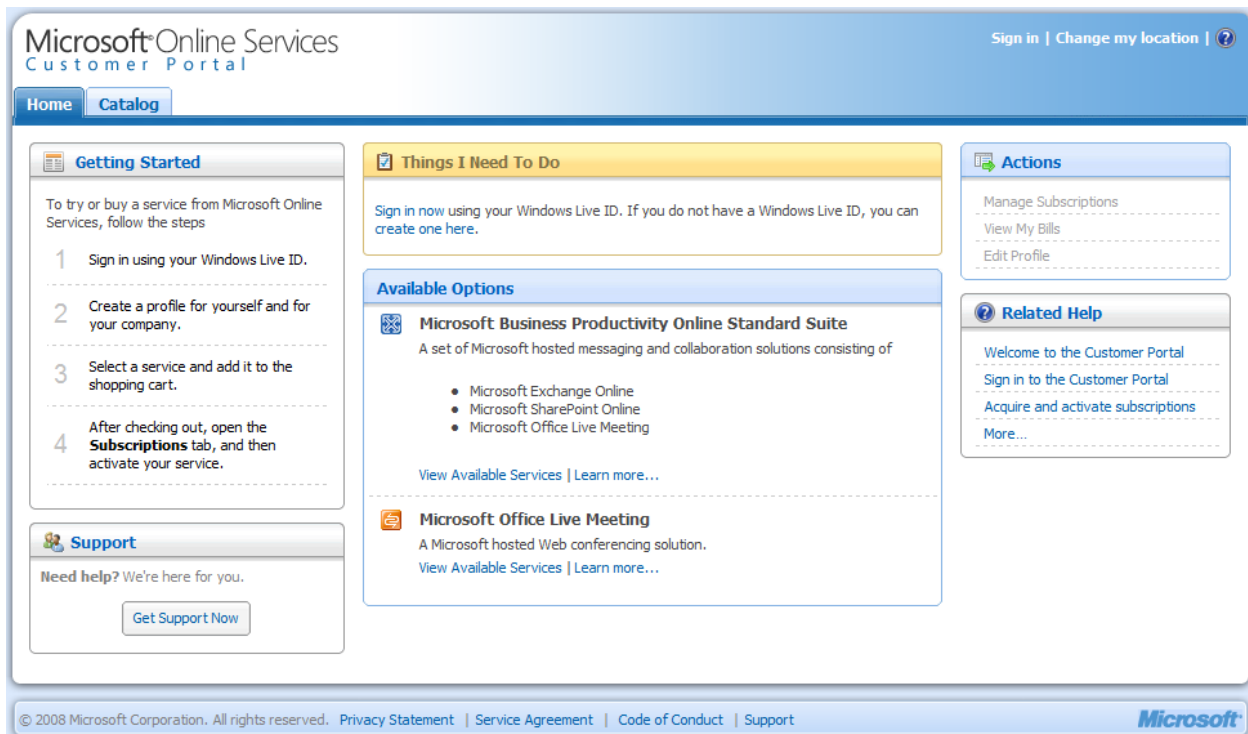 Microsoft® Online Services
Customer Portal
Sign in | Change my location |
Home
Catalog
Getting Started
To try or buy a service from Microsoft Online
Services, follow the steps
1 Sign in using your Windows Live ID.
2 Create a profile for yourself and for
your company.
3 Select a service and add it to the
shopping cart.
4 After checking out, open the
Subscriptions tab, and then
activate your service.
Support
Need help? We're here for you.
Get Support Now
Things I Need To Do
Sign in now using your Windows Live ID. If you do not have a Windows Live ID, you can
create one here.
Available Options
Microsoft Business Productivity Online Standard Suite
A set of Microsoft hosted messaging and collaboration solutions consisting of
• Microsoft Exchange Online
• Microsoft SharePoint Online
• Microsoft Office Live Meeting
View Available Services | Learn more...
Microsoft Office Live Meeting
A Microsoft hosted Web conferencing solution.
View Available Services | Learn more...
Actions
Manage Subscriptions
View My Bills
Edit Profile
Related Help
Welcome to the Customer Portal
Sign in to the Customer Portal
Acquire and activate subscriptions
More...
© 2008 Microsoft Corporation. All rights reserved. Privacy Statement | Service Agreement | Code of Conduct | Support
Microsoft®